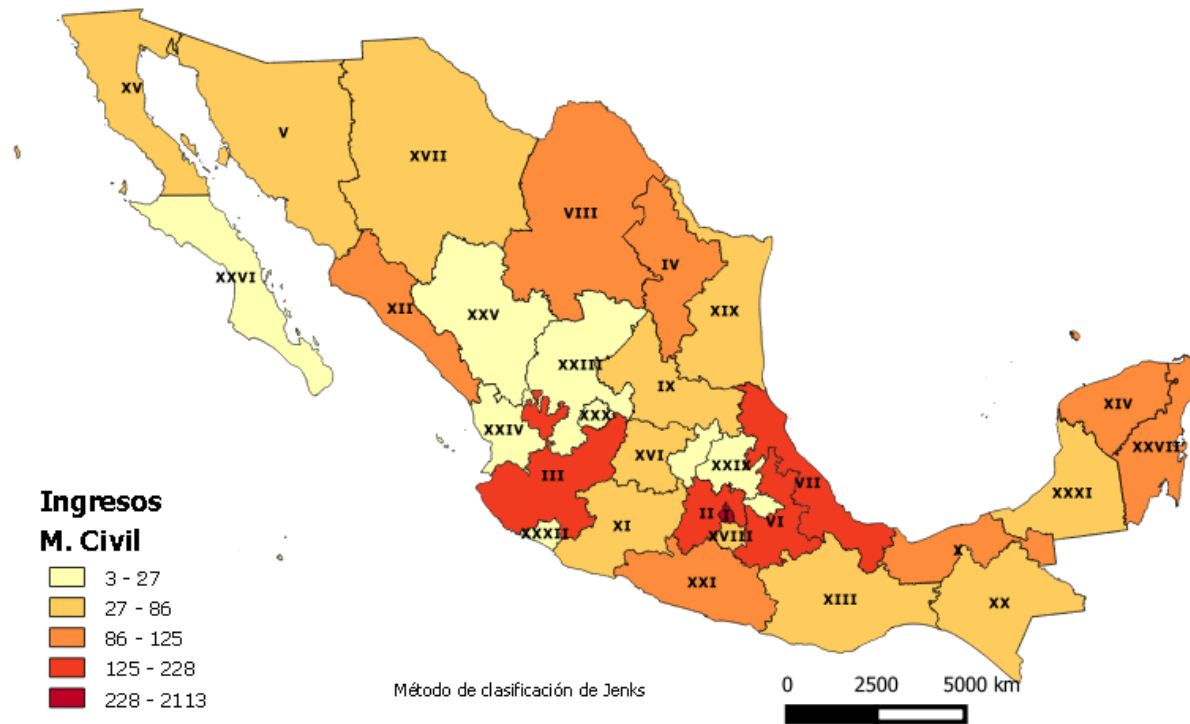 XV
V
XVII
VIII
XXVI
XII
IV
XXV
XIX
XXIII
IX
XXX
XXIV
XIV
XXVII
XVI
XXIX
III
VII
XXXI
II
I
VI
XI
XXXII
XVIII
X
XXI
XIII
XX
Ingresos
M. Civil
3 - 27
27 - 86
86 - 125
125 - 228
228 - 2113
Método de clasificación de Jenks
0 2500 5000 km